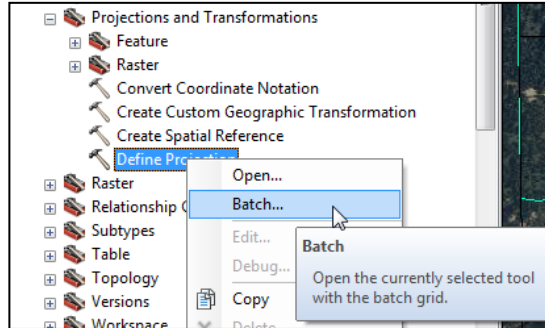 Projections and Transformations
Feature
Raster
Convert Coordinate Notation
Create Custom Geographic Transformation
Create Spatial Reference
Define Projection
Raster
Relationship
Subtypes
Table
Topology
Versions
Workspace
Open...
Batch...
Edit...
Debug...
Copy
Delete
Batch
Open the currently selected tool
with the batch grid.